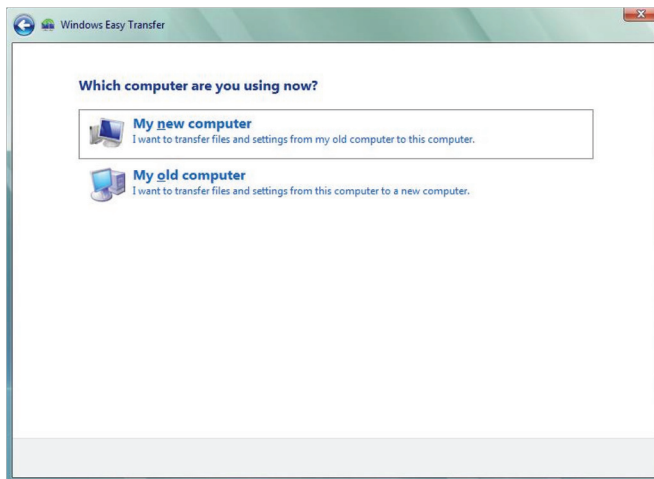 Windows Easy Transfer
Which computer are you using now?
My new computer
I want to transfer files and settings from my old computer to this computer.
My old computer
I want to transfer files and settings from this computer to a new computer.